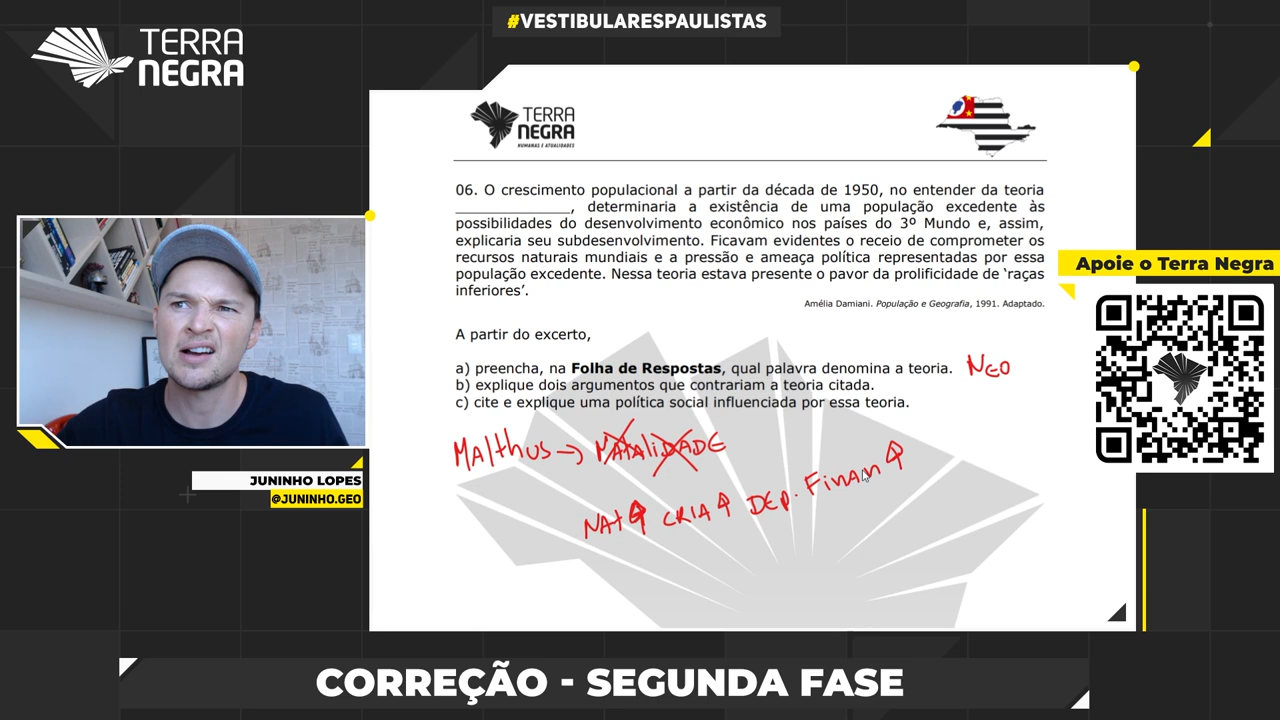 #VESTIBULARESPAULISTAS
TERRA
NEGRA
TERRA
NEGRA
HUMANAS E ATUALIDADES
06. O crescimento populacional a partir da década de 1950, no entender da teoria
______________, determinaria a existência de uma população excedente às
possibilidades do desenvolvimento econômico nos países do 3º Mundo e, assim,
explicaria seu subdesenvolvimento. Ficavam evidentes o receio de comprometer os
recursos naturais mundiais e a pressão e ameaça política representadas por essa
população excedente. Nessa teoria estava presente o pavor da prolificidade de ‘raças
inferiores’.
Amélia Damiani. População e Geografia, 1991. Adaptado.
A partir do excerto,
a) preencha, na Folha de Respostas, qual palavra denomina a teoria. NEO
b) explique dois argumentos que contrariam a teoria citada.
c) cite e explique uma política social influenciada por essa teoria.
Malthus → NATALIDADE
NAT↑ CRIA↑ DEP. FINAN↑
Apoie o Terra Negra
JUNINHO LOPES
@JUNINHO.GEO
CORREÇÃO - SEGUNDA FASE